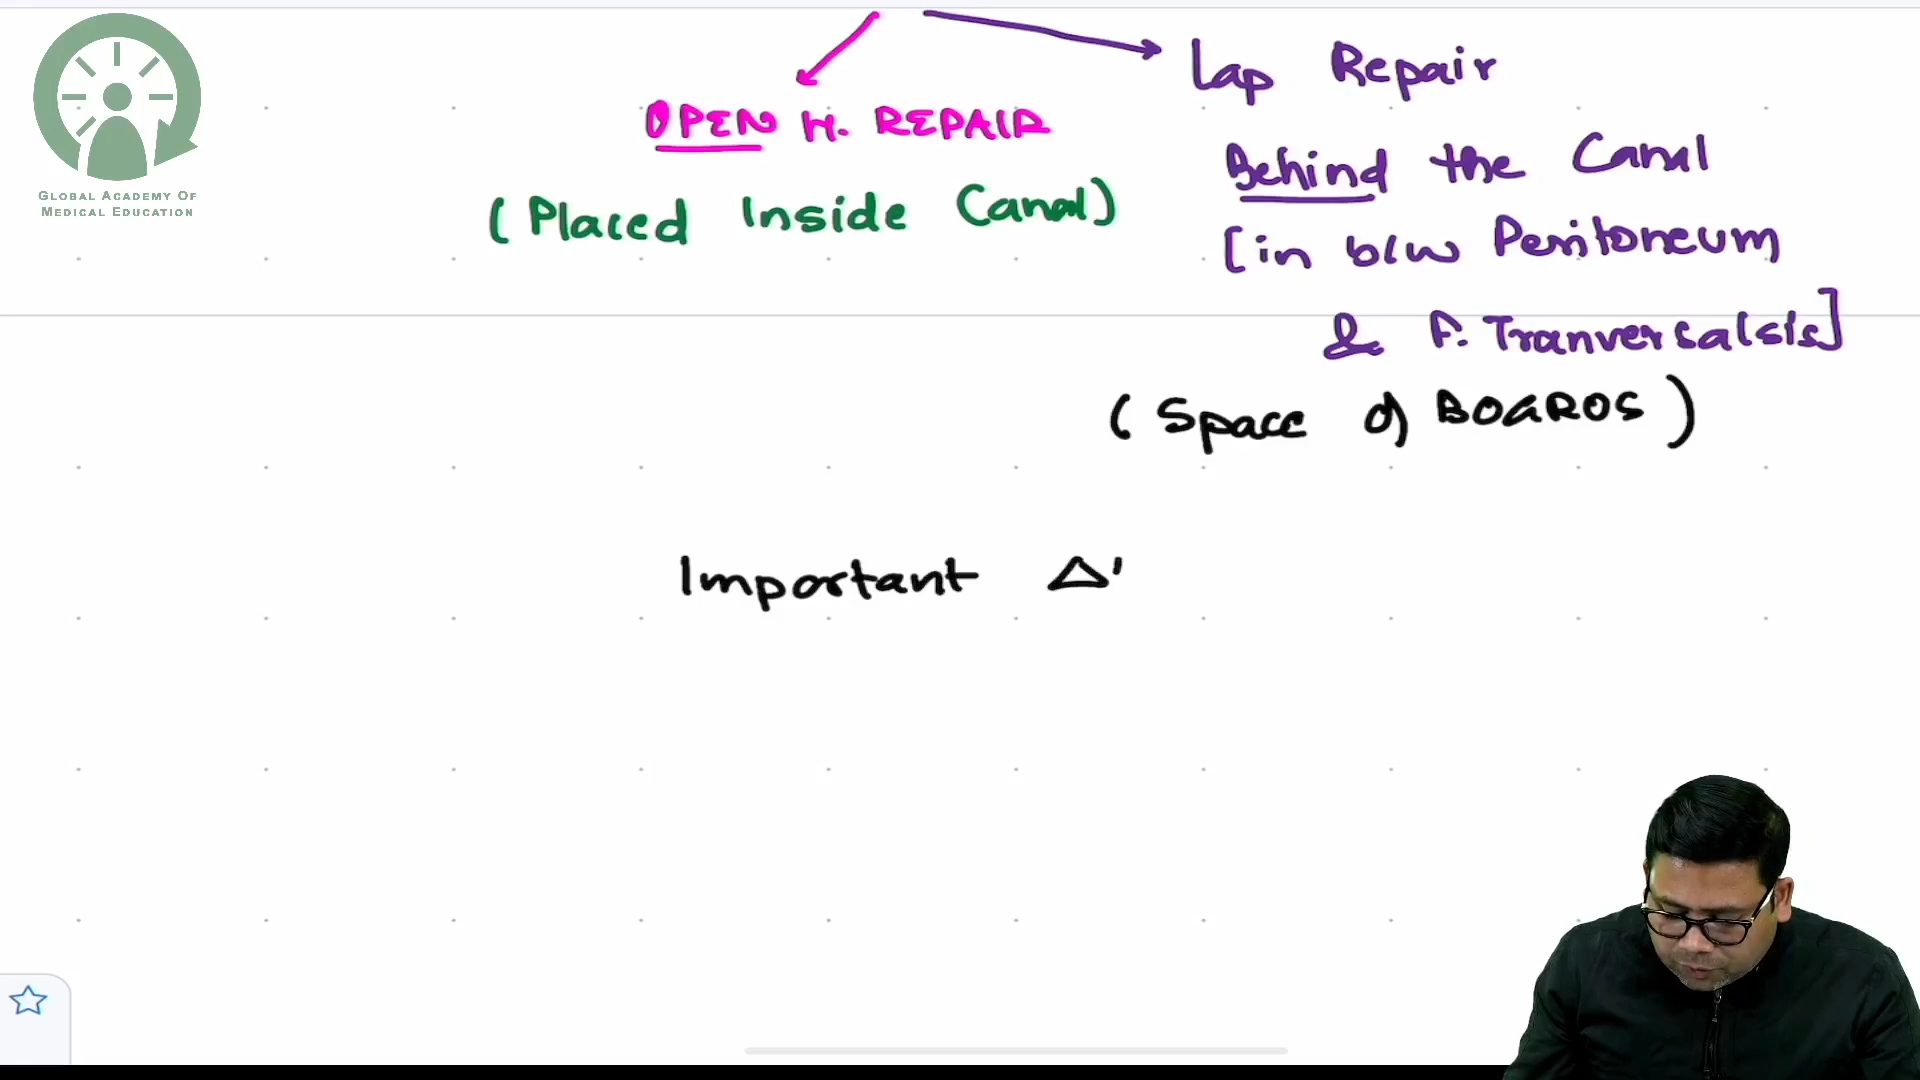 GLOBAL ACADEMY OF
MEDICAL EDUCATION
OPEN H. REPAIR
(Placed Inside Canal)
Lap Repair
Behind the Canal
[in b/w Peritoneum
& F. Tranversalsis]
(Space of BOGROS)
Important Δ'